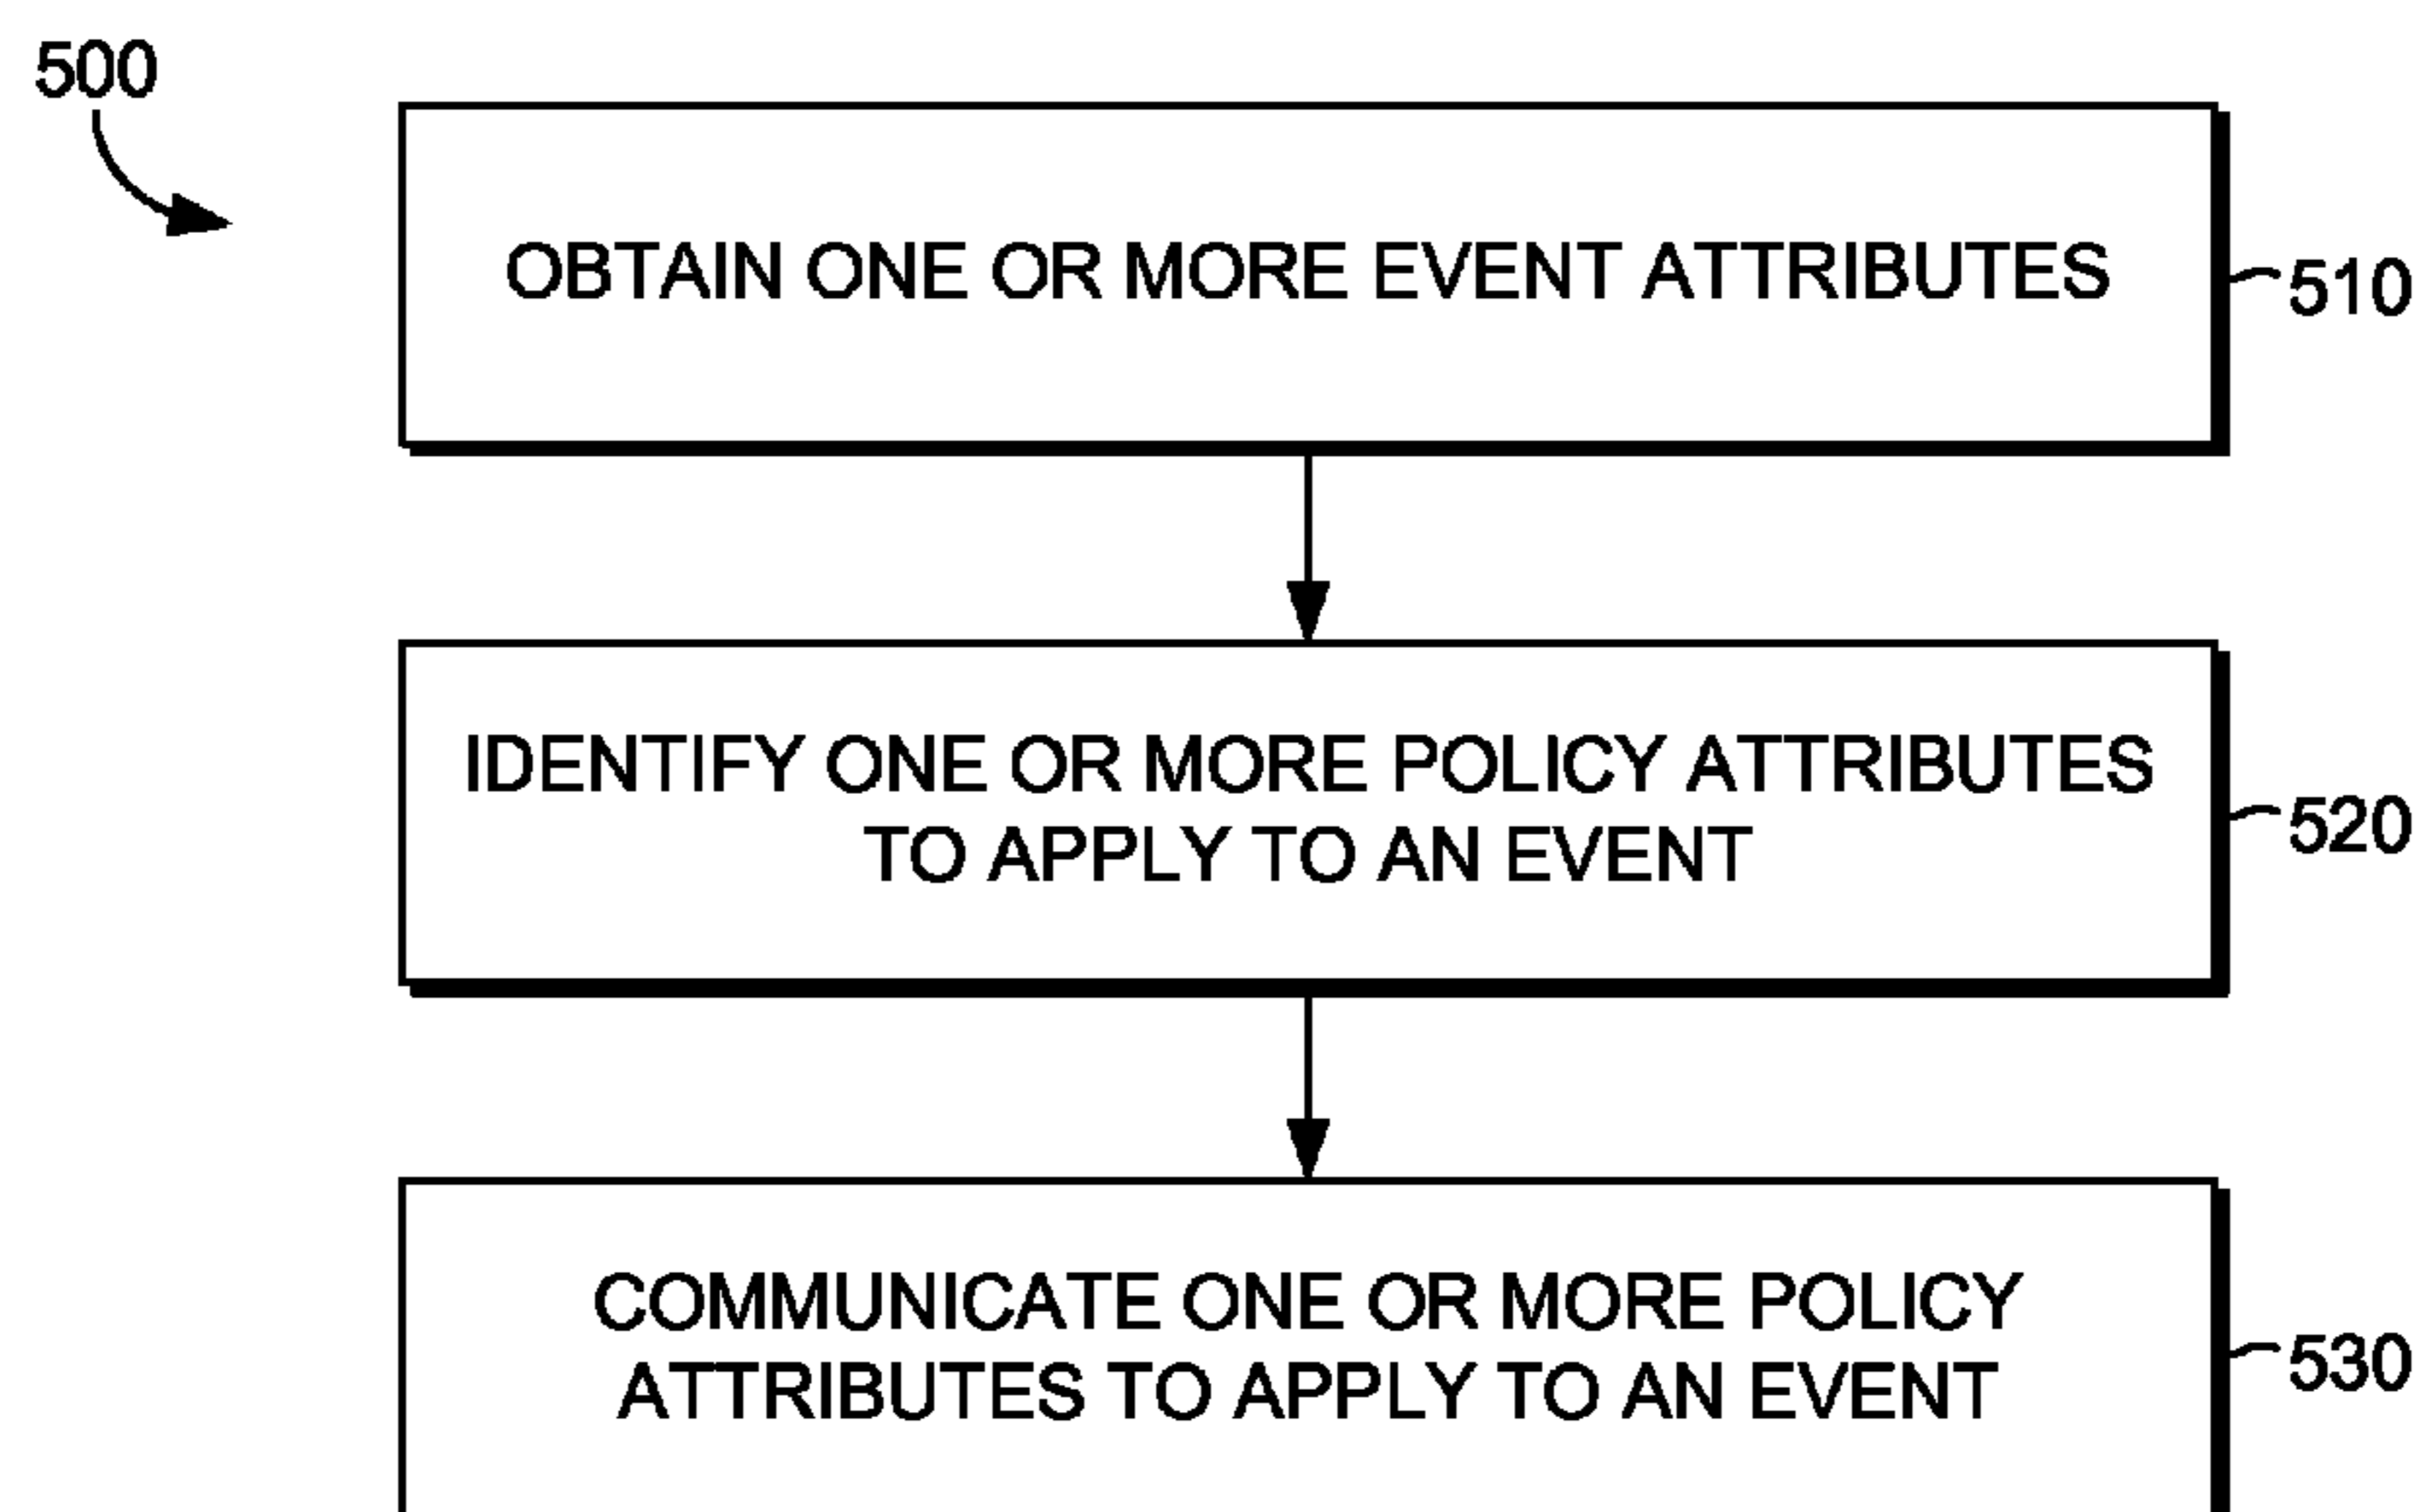 500
OBTAIN ONE OR MORE EVENT ATTRIBUTES
510
IDENTIFY ONE OR MORE POLICY ATTRIBUTES
TO APPLY TO AN EVENT
520
COMMUNICATE ONE OR MORE POLICY
ATTRIBUTES TO APPLY TO AN EVENT
530